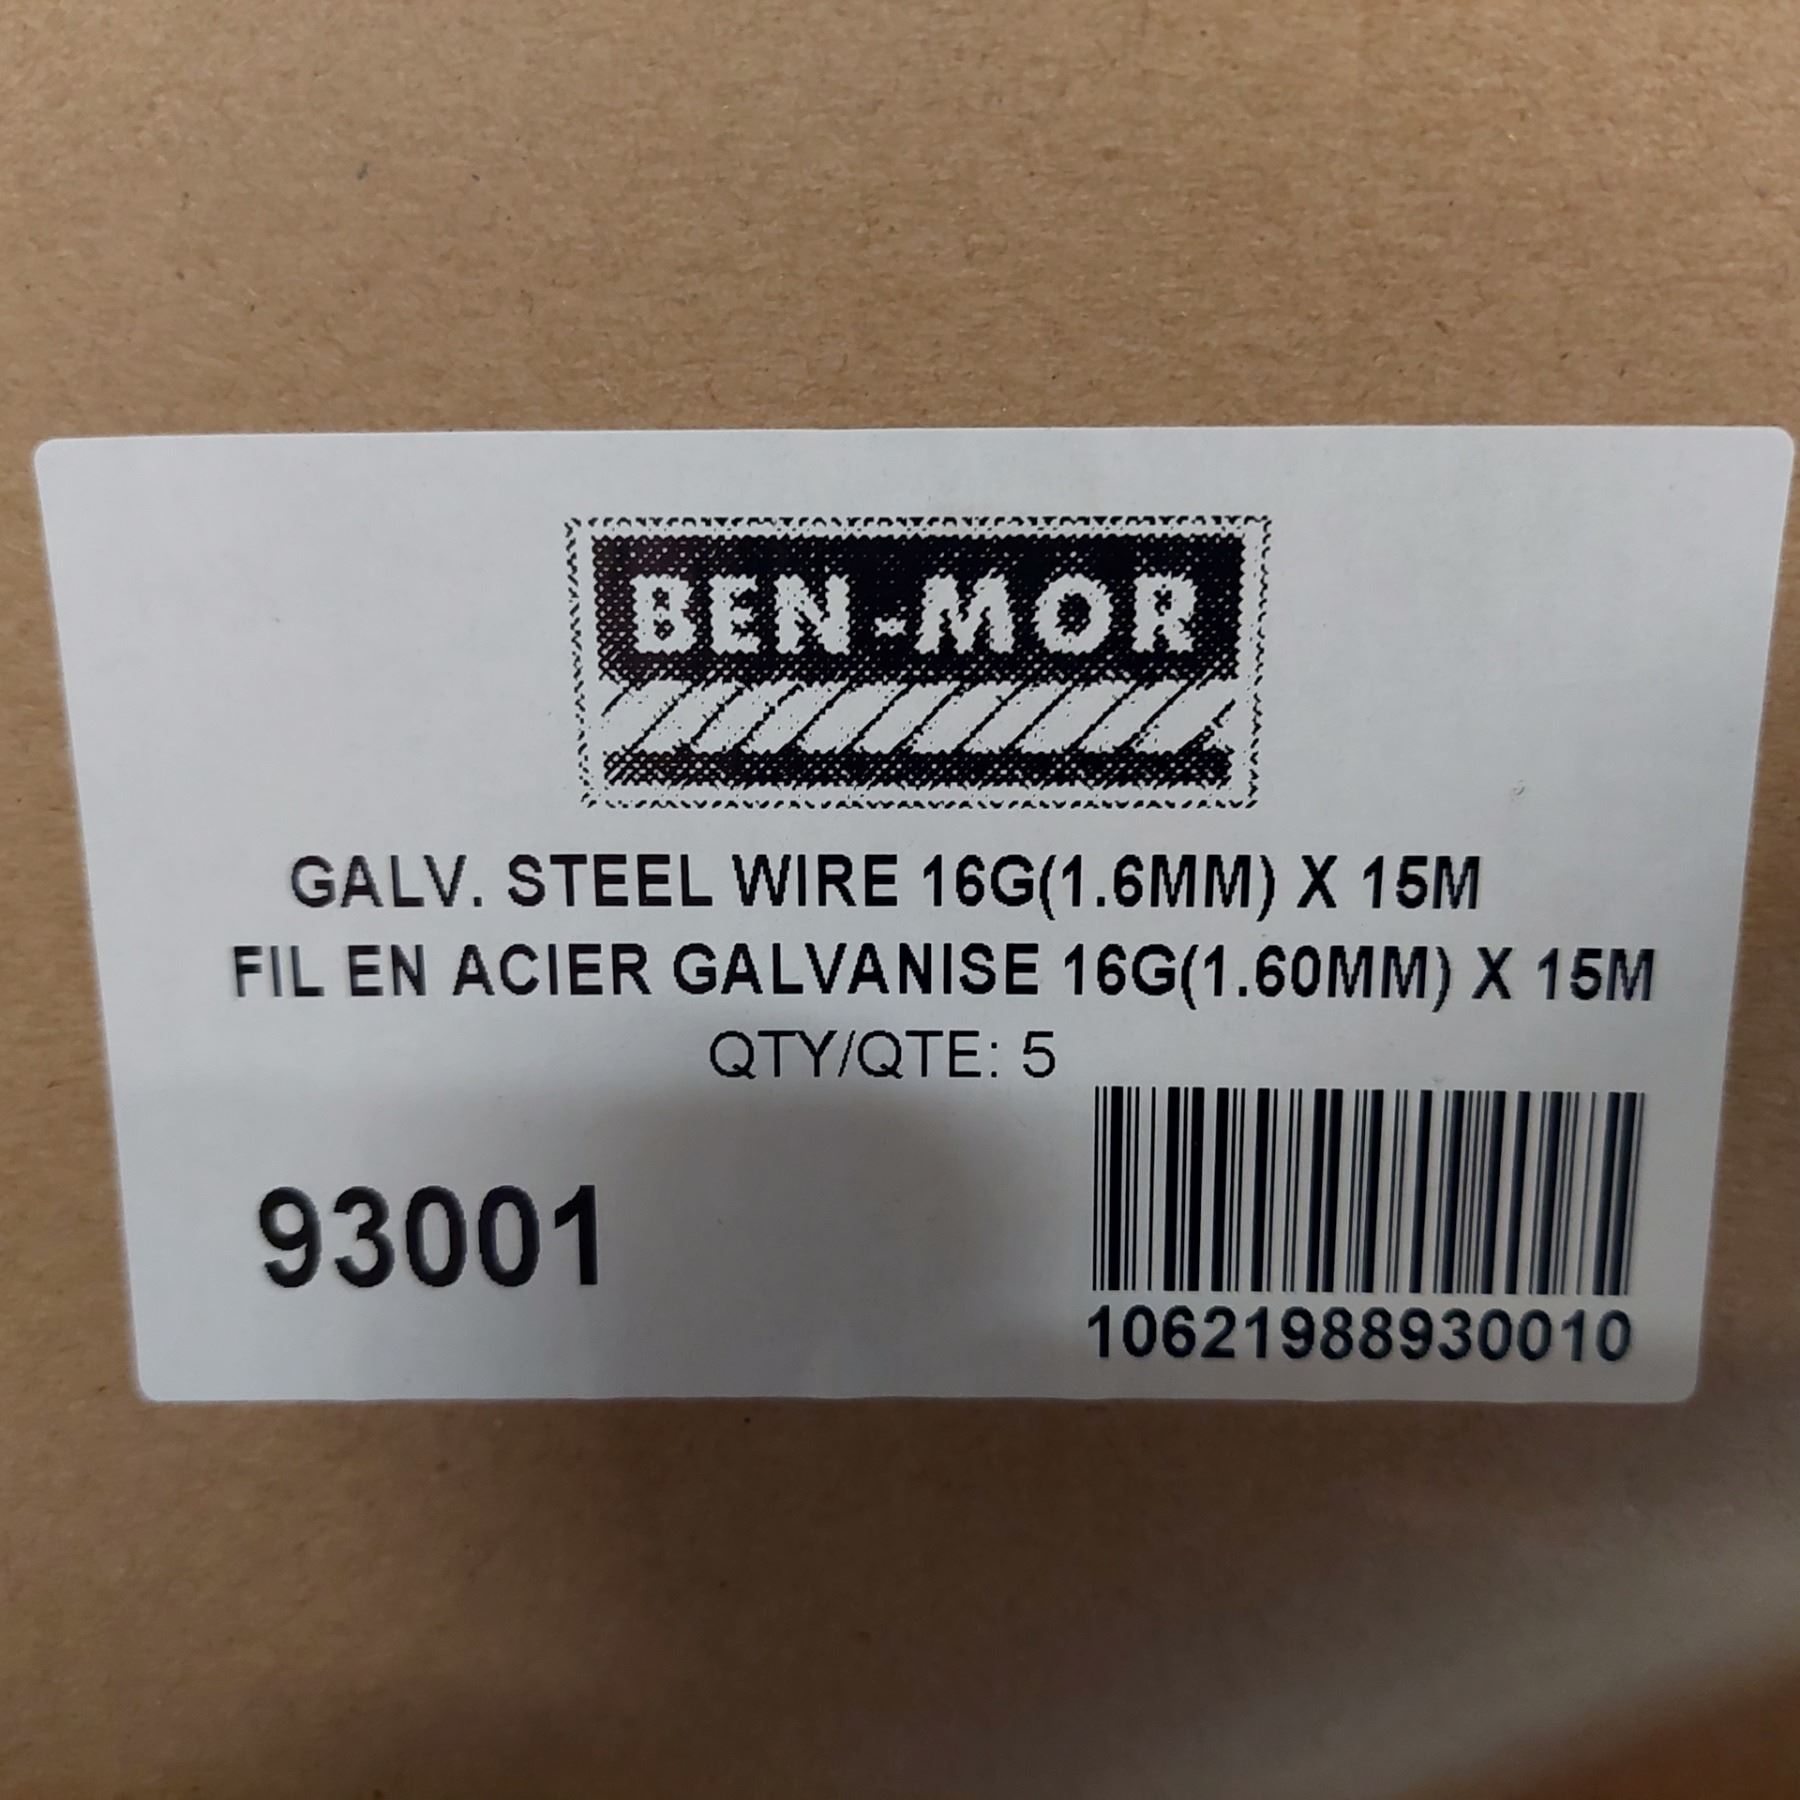 BEN-MOR
GALV. STEEL WIRE 16G(1.6MM) X 15M
FIL EN ACIER GALVANISE 16G(1.60MM) X 15M
QTY/QTE: 5
93001
10621988930010